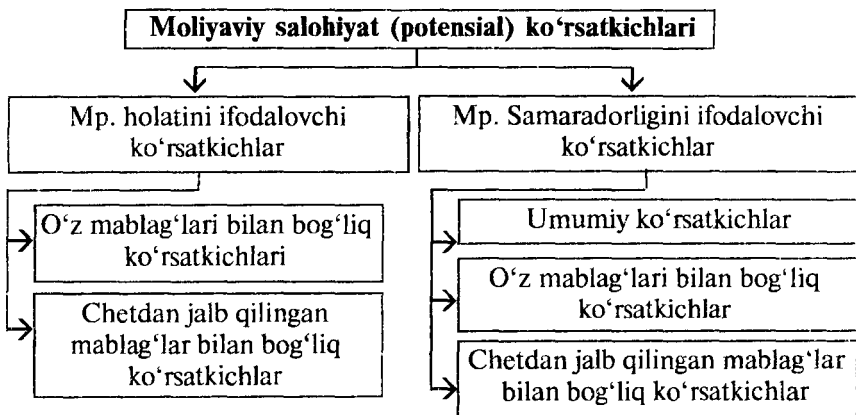 Moliyaviy salohiyat (potensial) ko‘rsatkichlari
Mp. holatini ifodalovchi
ko‘rsatkichlar
O‘z mablag‘lari bilan bog‘liq
ko‘rsatkichlari
Chetdan jalb qilingan
mablag‘lar bilan bog‘liq
ko‘rsatkichlar
Mp. Samaradorligini ifodalovchi
ko‘rsatkichlar
Umumiy ko‘rsatkichlar
O‘z mablag‘lari bilan bog‘liq
ko‘rsatkichlar
Chetdan jalb qilingan mablag‘lar
bilan bog‘liq ko‘rsatkichlar